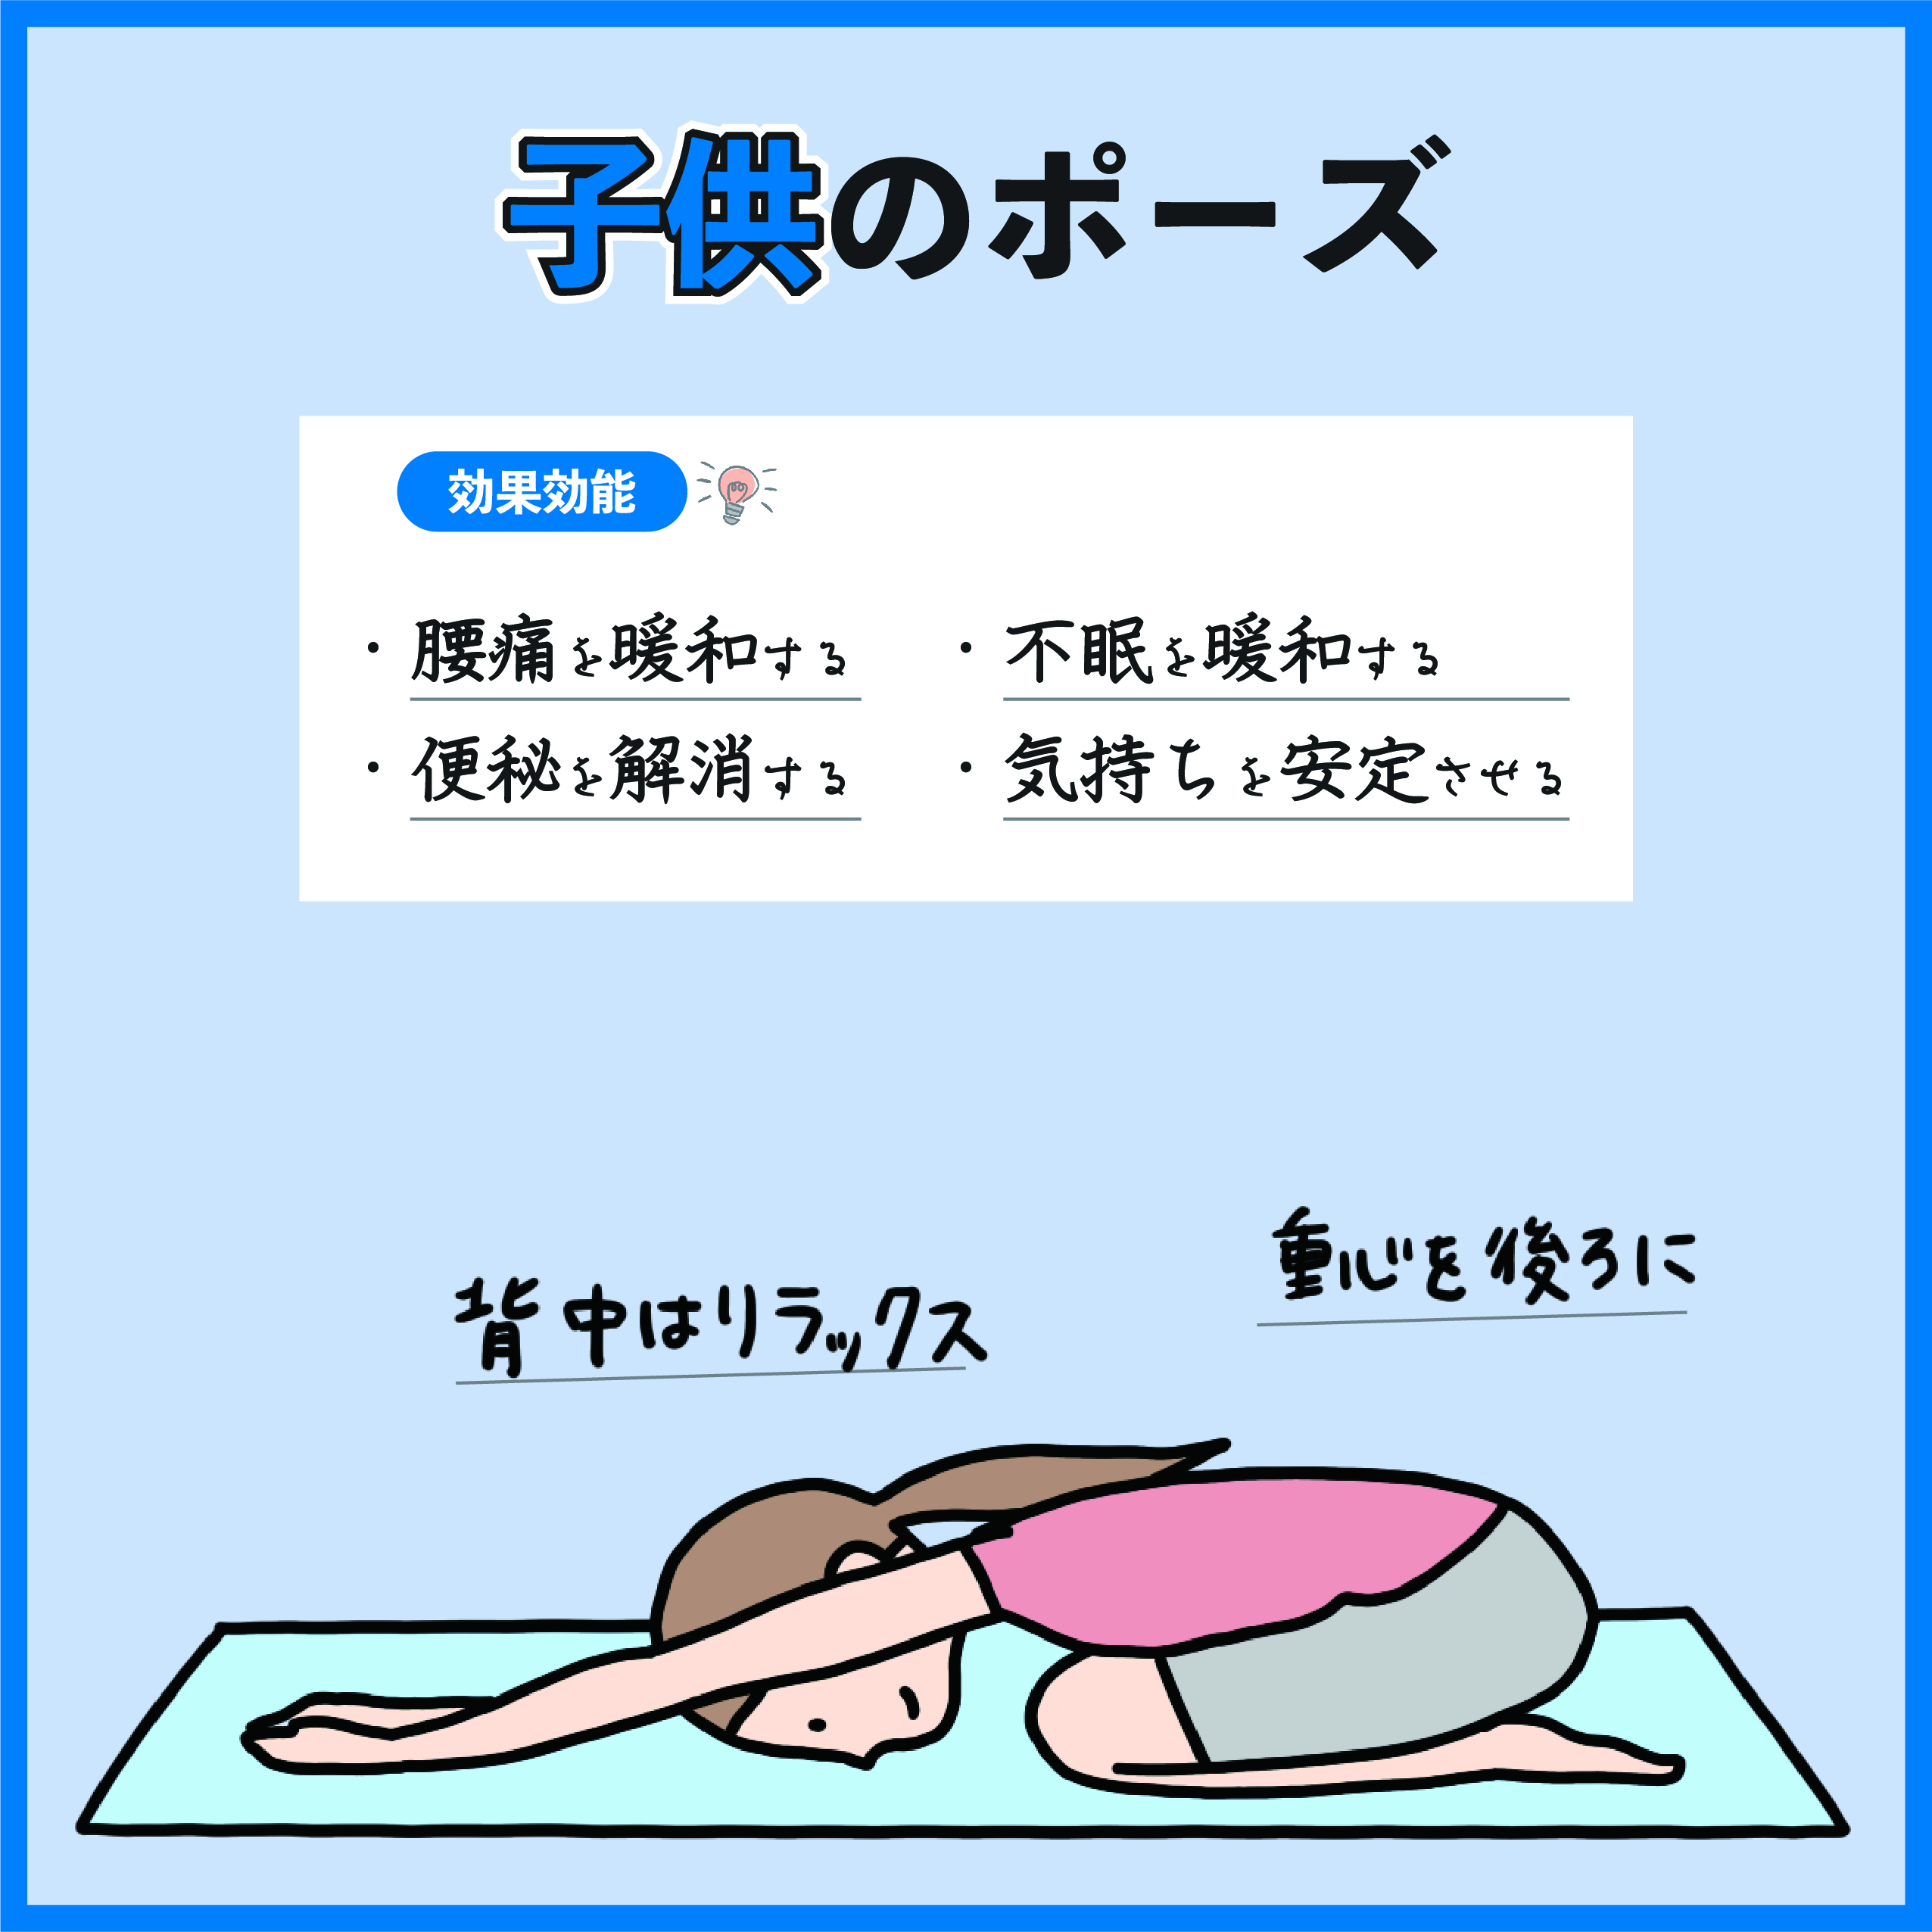 子供のポーズ
効果効能
・腰痛を暖和する
・不眠を暖和する
・便秘を解消する
・気持ちを安定させる
重心を後ろに
背中はリラックス